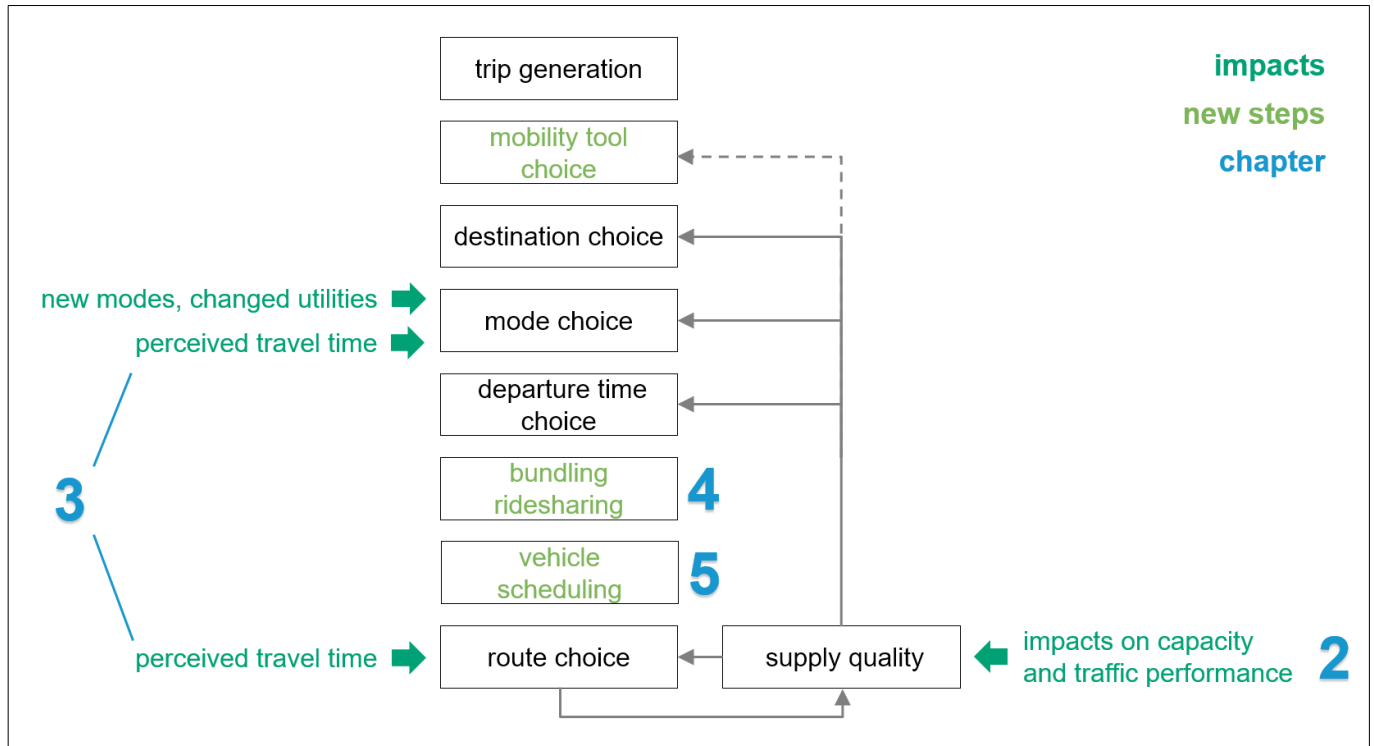 trip generation
impacts
new steps
chapter
mobility tool
choice
destination choice
new modes, changed utilities
mode choice
perceived travel time
departure time
choice
bundling
ridesharing
4
3
vehicle
scheduling
5
perceived travel time
route choice
supply quality
impacts on capacity
and traffic performance
2